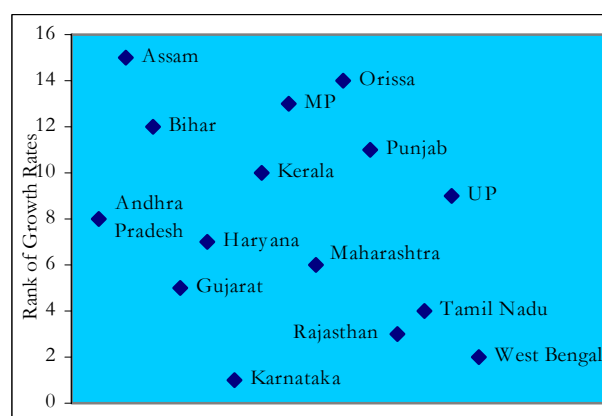 16
14
12
10
8
6
4
2
0
Rank of Growth Rates
Assam
Orissa
MP
Bihar
Punjab
Kerala
UP
Andhra
Pradesh
Haryana
Maharashtra
Gujarat
Tamil Nadu
Rajasthan
West Bengal
Karnataka